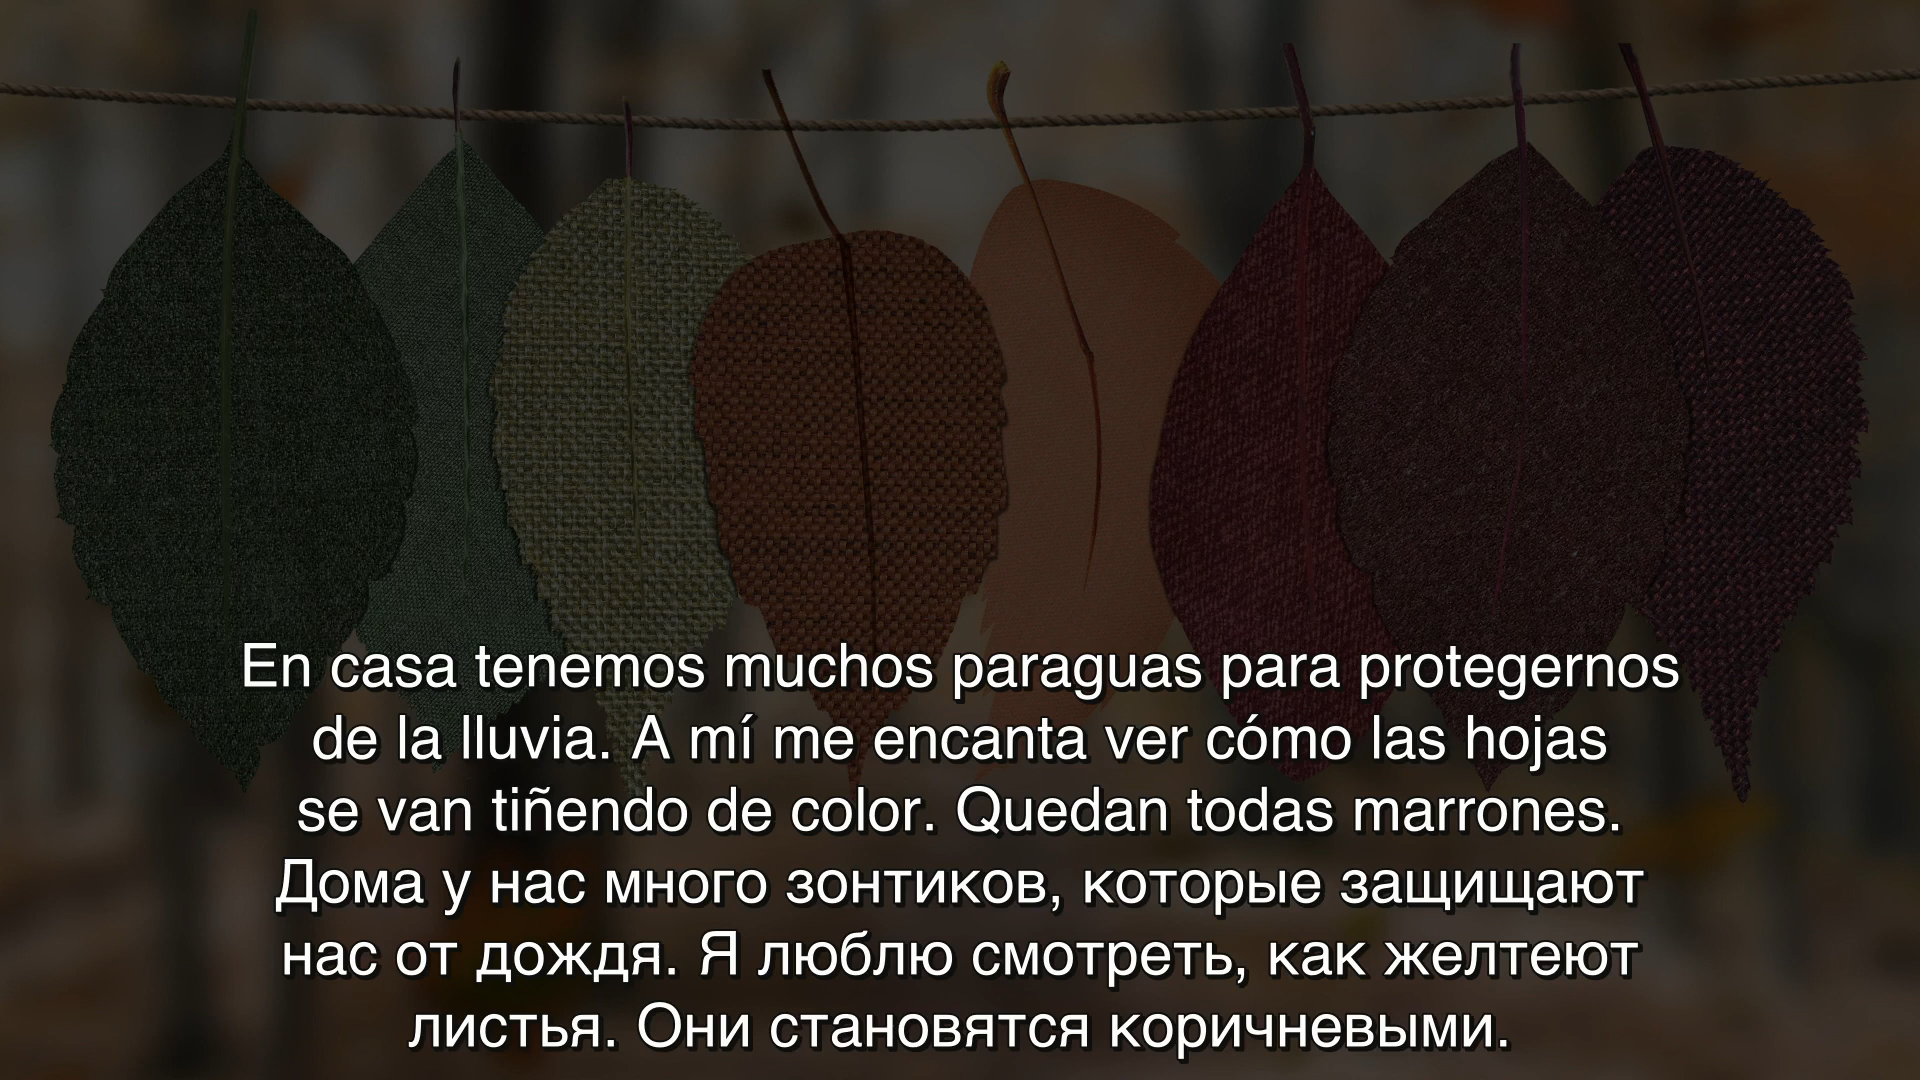 En casa tenemos muchos paraguas para protegernos
de la lluvia. A mí me encanta ver cómo las hojas
se van tiñendo de color. Quedan todas marrones.
Дома у нас много зонтиков, которые защищают
нас от дождя. Я люблю смотреть, как желтеют
листья. Они становятся коричневыми.